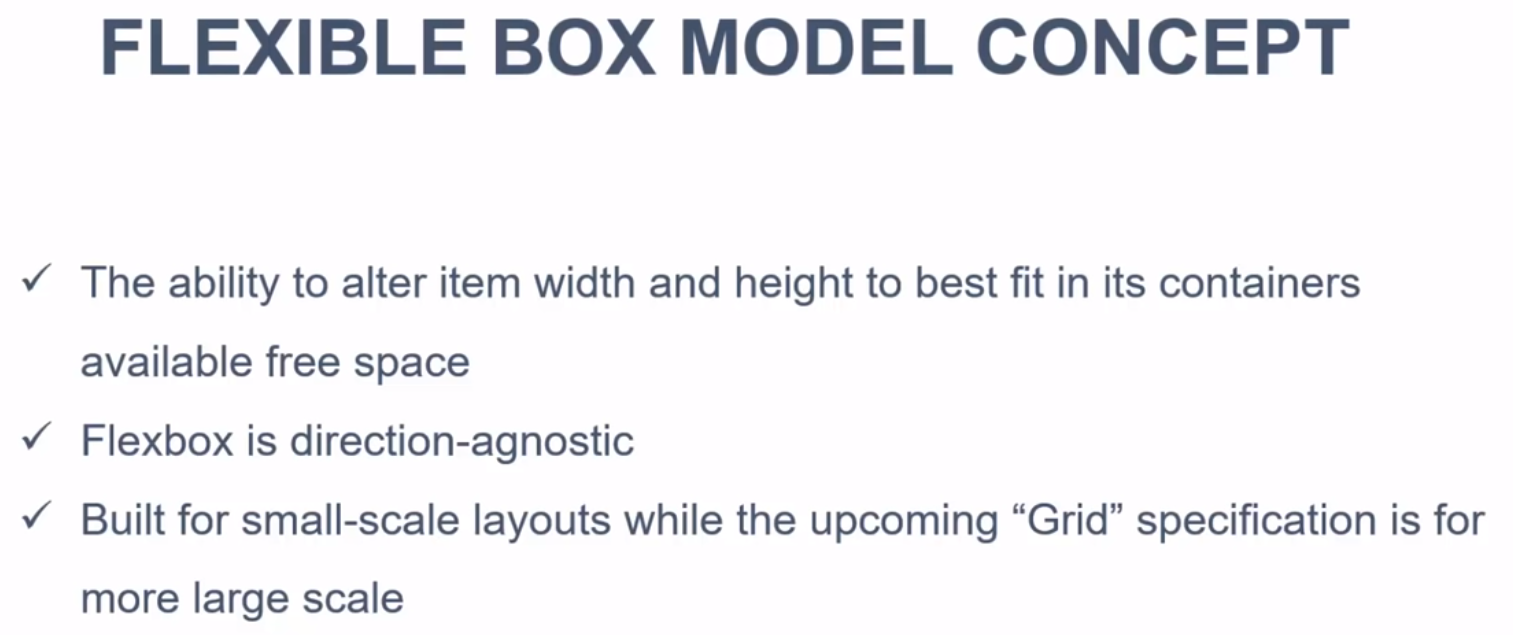 FLEXIBLE BOX MODEL CONCEPT
✓ The ability to alter item width and height to best fit in its containers
available free space
✓ Flexbox is direction-agnostic
✓ Built for small-scale layouts while the upcoming “Grid” specification is for
more large scale